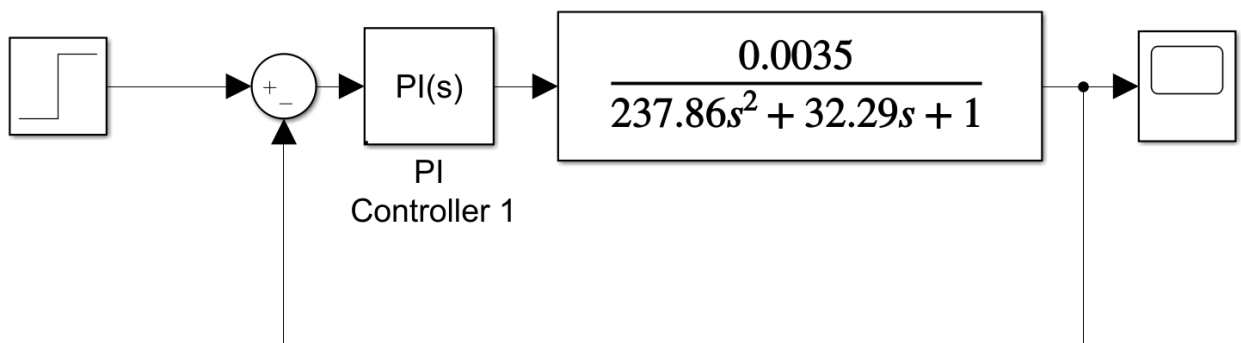 +
−
PI(s)
0.0035
237.86s² + 32.29s + 1
PI
Controller 1